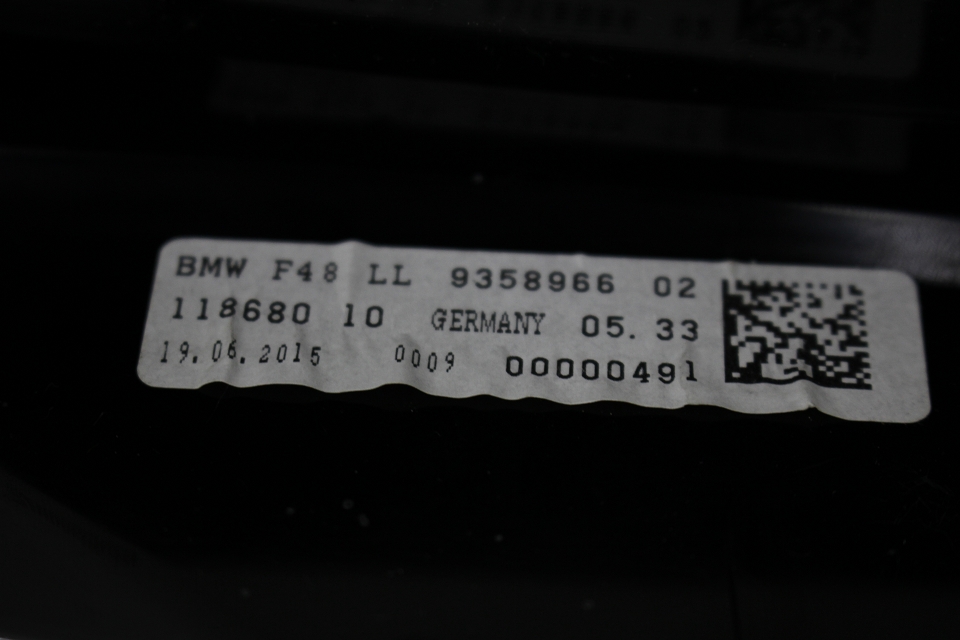 BMW F48 LL 9358966 02
118680 10 GERMANY 05.33
19.06.2015 0009 00000491